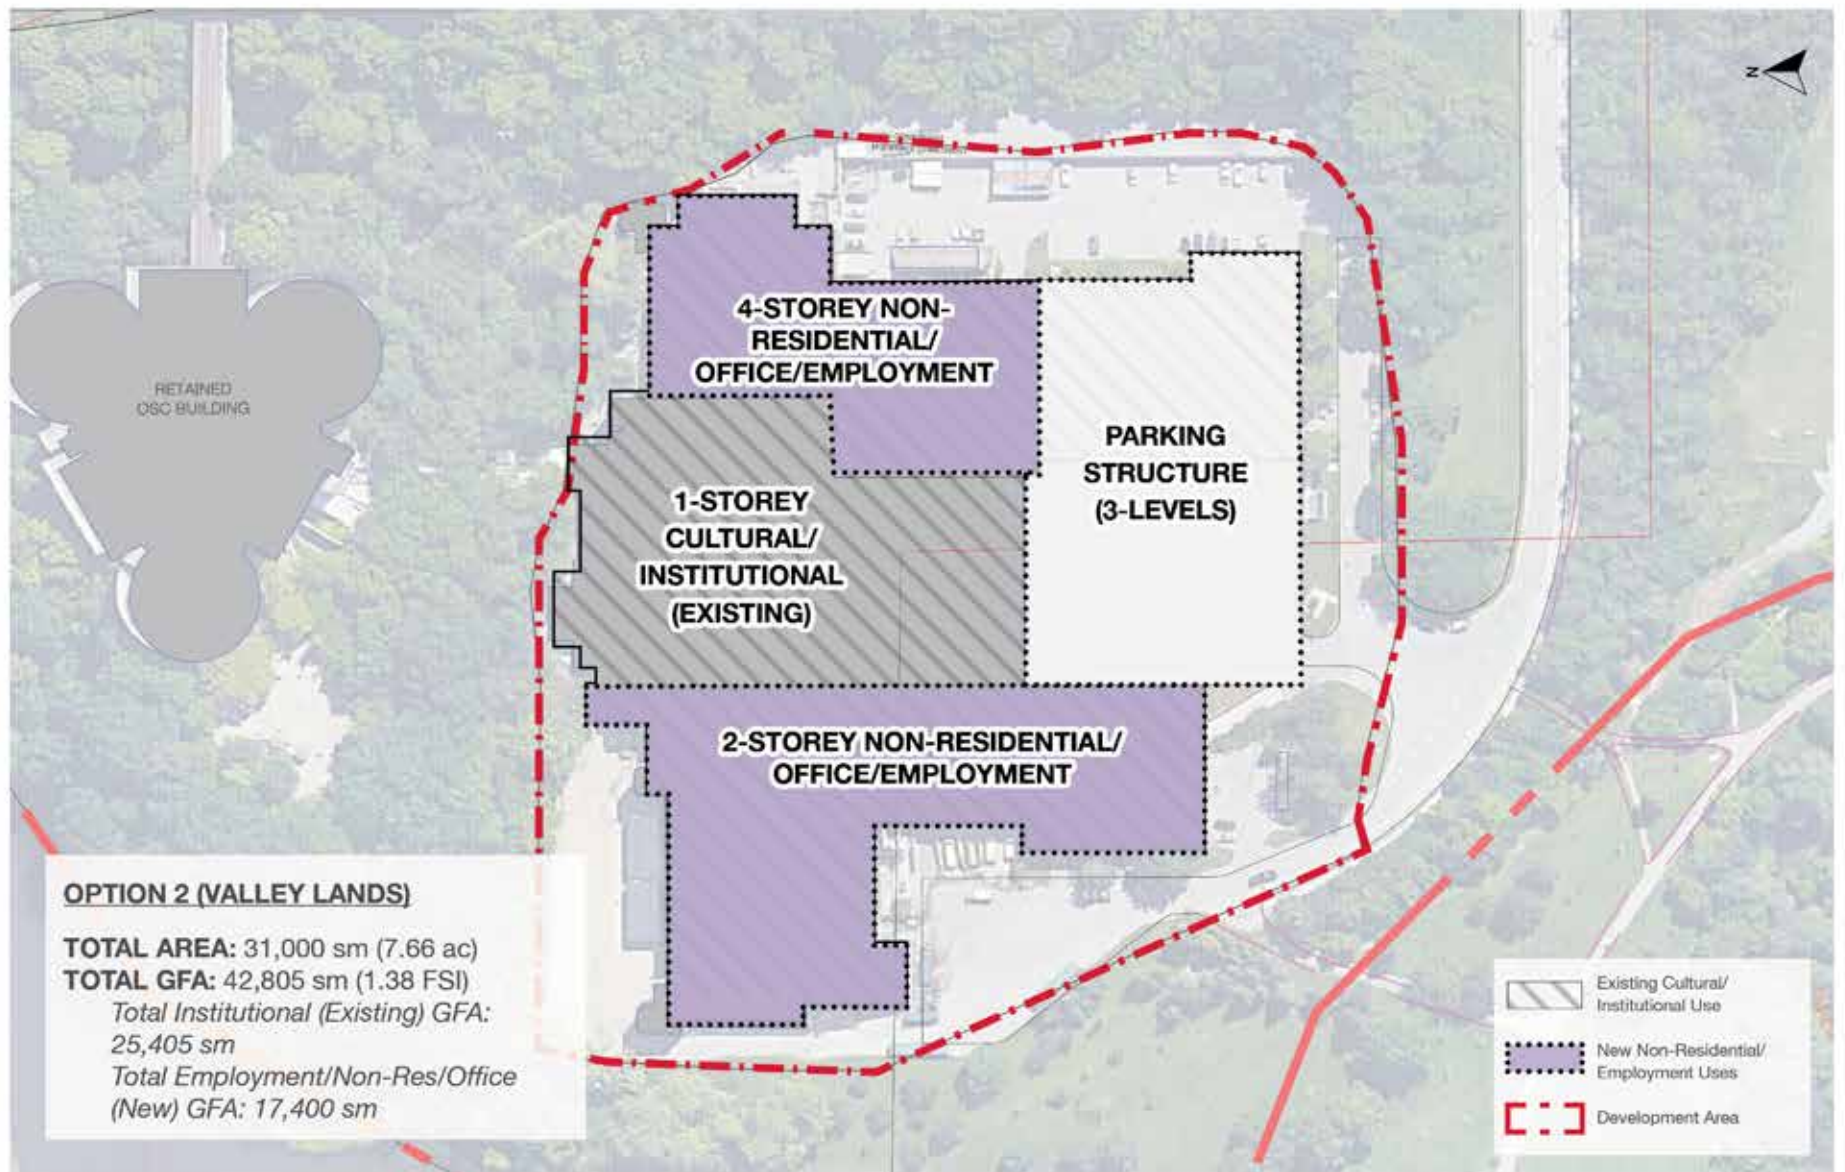 N
RETAINED
OSC BUILDING
4-STOREY NON-
RESIDENTIAL/
OFFICE/EMPLOYMENT
1-STOREY
CULTURAL/
INSTITUTIONAL
(EXISTING)
PARKING
STRUCTURE
(3-LEVELS)
2-STOREY NON-RESIDENTIAL/
OFFICE/EMPLOYMENT
OPTION 2 (VALLEY LANDS)
TOTAL AREA: 31,000 sm (7.66 ac)
TOTAL GFA: 42,805 sm (1.38 FSI)
Total Institutional (Existing) GFA:
25,405 sm
Total Employment/Non-Res/Office
(New) GFA: 17,400 sm
Existing Cultural/
Institutional Use
New Non-Residential/
Employment Uses
Development Area